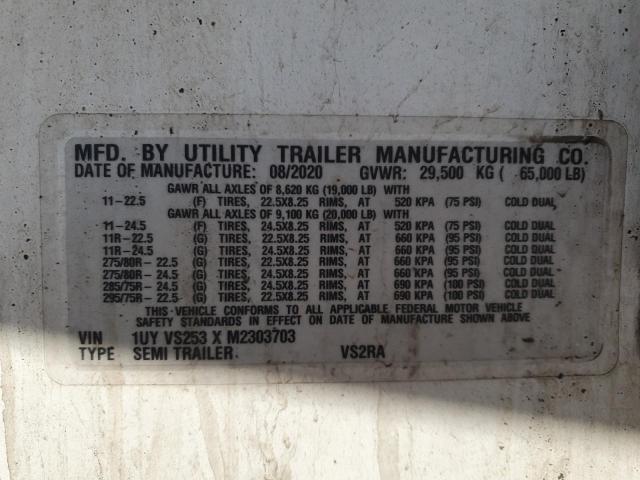 MFD. BY UTILITY TRAILER MANUFACTURING CO.
DATE OF MANUFACTURE: 08/2020 GVWR: 29,500 KG ( 65,000 LB)
GAWR ALL AXLES OF 8,620 KG (19,000 LB) WITH
11-22.5 (F) TIRES, 22.5X8.25 RIMS, AT 520 KPA (75 PSI) COLD DUAL
GAWR ALL AXLES OF 9,100 KG (20,000 LB) WITH
11-24.5 (F) TIRES, 24.5X8.25 RIMS, AT 520 KPA (75 PSI) COLD DUAL
11R-22.5 (G) TIRES, 22.5X8.25 RIMS, AT 660 KPA (95 PSI) COLD DUAL
11R-24.5 (G) TIRES, 24.5X8.25 RIMS, AT 660 KPA (95 PSI) COLD DUAL
275/80R-22.5 (G) TIRES, 22.5X8.25 RIMS, AT 660 KPA (95 PSI) COLD DUAL
275/80R-24.5 (G) TIRES, 24.5X8.25 RIMS, AT 660 KPA (95 PSI) COLD DUAL
285/75R-24.5 (G) TIRES, 24.5X8.25 RIMS, AT 690 KPA (100 PSI) COLD DUAL
295/75R-22.5 (G) TIRES, 22.5X8.25 RIMS, AT 690 KPA (100 PSI) COLD DUAL
THIS VEHICLE CONFORMS TO ALL APPLICABLE FEDERAL MOTOR VEHICLE
SAFETY STANDARDS IN EFFECT ON DATE OF MANUFACTURE SHOWN ABOVE
VIN 1UY VS253 X M2303703
TYPE SEMI TRAILER VS2RA